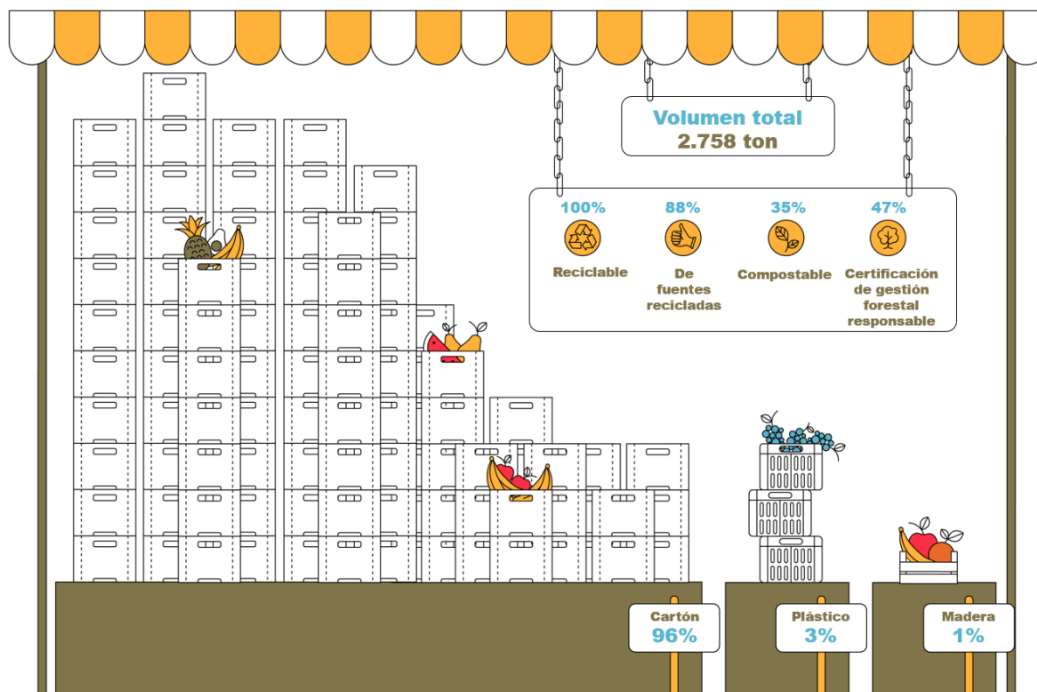 Volumen total
2.758 ton
100%
Reciclable
88%
De
fuentes
recicladas
35%
Compostable
47%
Certificación
de gestión
forestal
responsable
Cartón
96%
Plástico
3%
Madera
1%